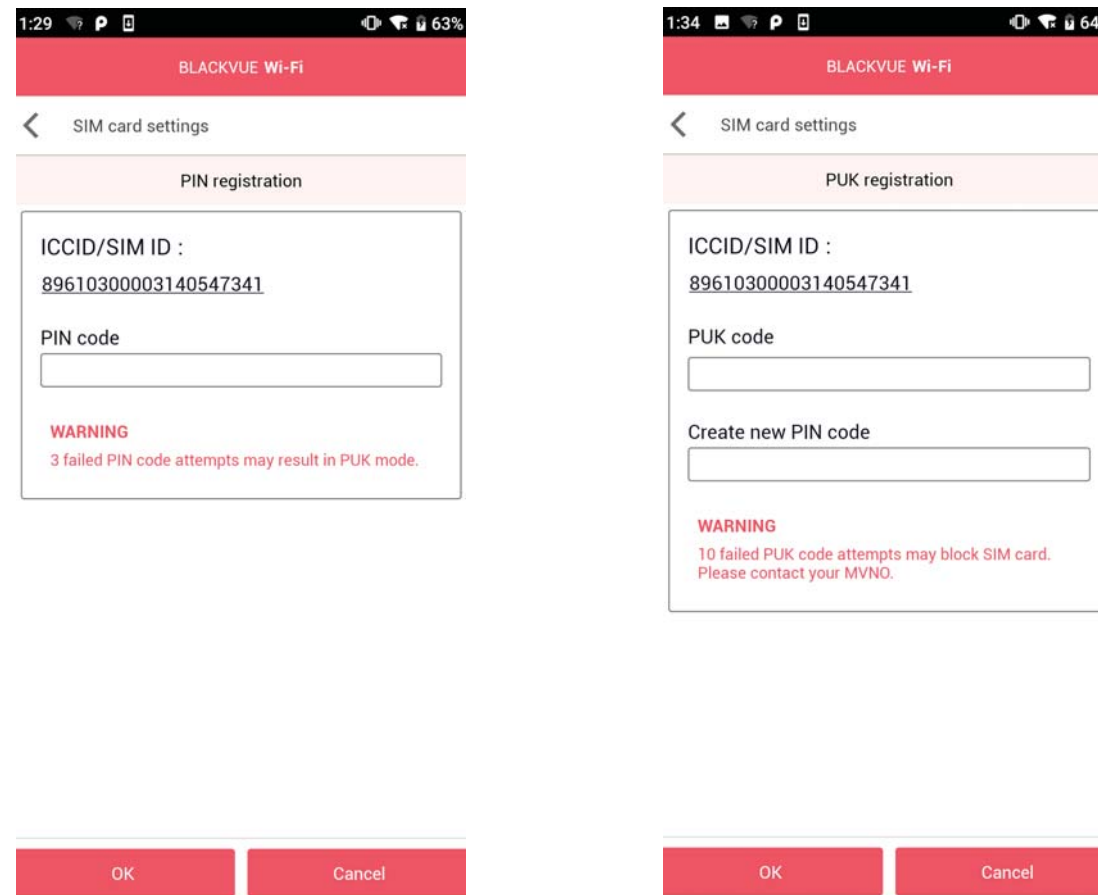 1:29
63%
BLACKVUE Wi-Fi
SIM card settings
PIN registration
ICCID/SIM ID :
89610300003140547341
PIN code
WARNING
3 failed PIN code attempts may result in PUK mode.
OK
Cancel
1:34
64
BLACKVUE Wi-Fi
SIM card settings
PUK registration
ICCID/SIM ID :
89610300003140547341
PUK code
Create new PIN code
WARNING
10 failed PUK code attempts may block SIM card.
Please contact your MVNO.
OK
Cancel